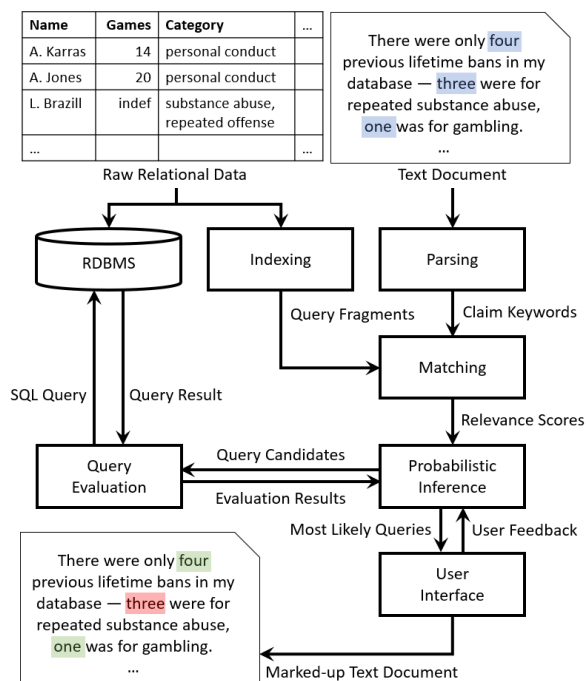 Name Games Category ...
A. Karras 14 personal conduct
A. Jones 20 personal conduct
L. Brazill indef substance abuse,
repeated offense
... ...
There were only four
previous lifetime bans in my
database — three were for
repeated substance abuse,
one was for gambling.
...
Raw Relational Data
Text Document
RDBMS
Indexing
Parsing
Query Fragments
Claim Keywords
Matching
SQL Query
Query Result
Relevance Scores
Query
Evaluation
Query Candidates
Evaluation Results
Probabilistic
Inference
Most Likely Queries
User Feedback
User
Interface
There were only four
previous lifetime bans in my
database — three were for
repeated substance abuse,
one was for gambling.
...
Marked-up Text Document